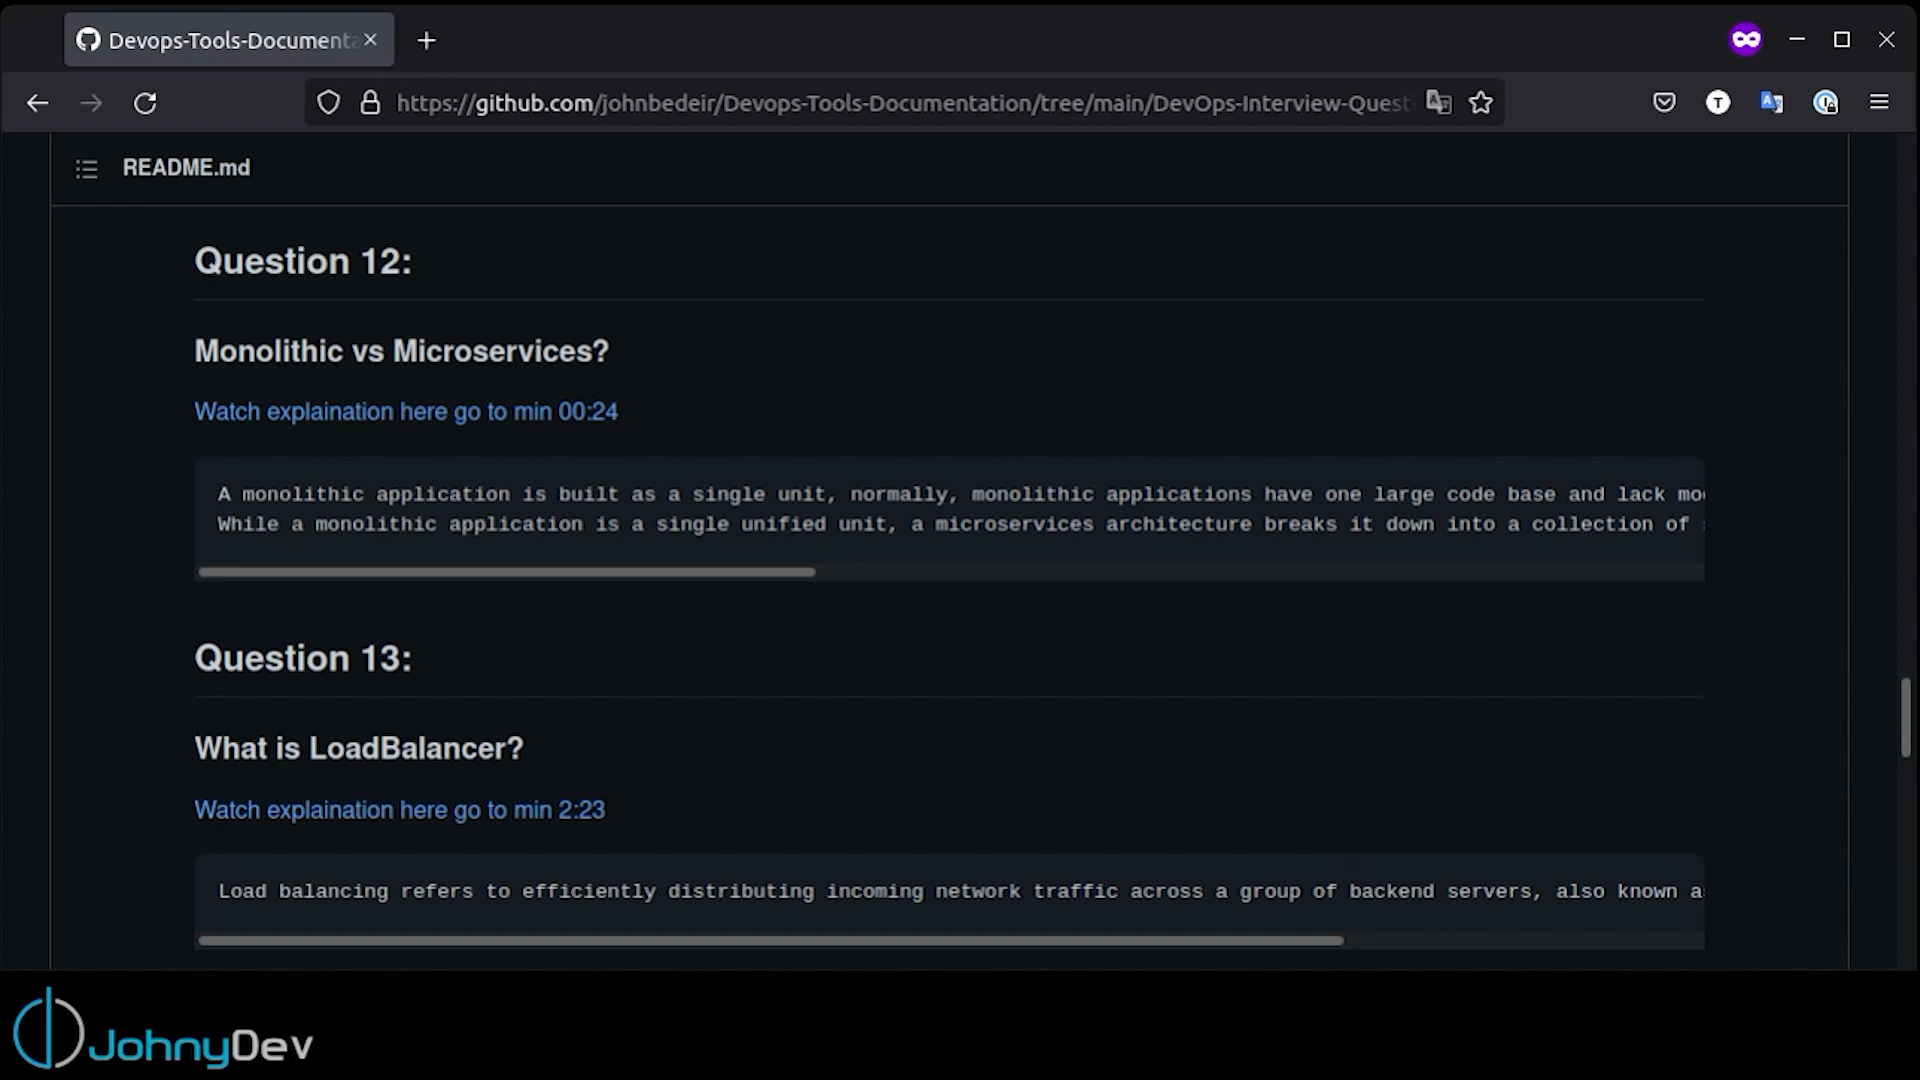 Devops-Tools-Documenta
https://github.com/johnbedeir/Devops-Tools-Documentation/tree/main/DevOps-Interview-Quest
T
README.md
Question 12:
Monolithic vs Microservices?
Watch explaination here go to min 00:24
A monolithic application is built as a single unit, normally, monolithic applications have one large code base and lack
While a monolithic application is a single unified unit, a microservices architecture breaks it down into a collection of
Question 13:
What is LoadBalancer?
Watch explaination here go to min 2:23
Load balancing refers to efficiently distributing incoming network traffic across a group of backend servers, also known
JohnyDev